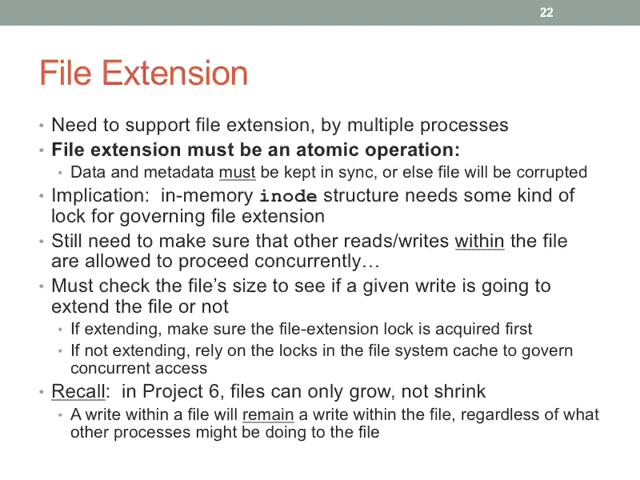 22
File Extension
• Need to support file extension, by multiple processes
• File extension must be an atomic operation:
• Data and metadata must be kept in sync, or else file will be corrupted
• Implication: in-memory inode structure needs some kind of
lock for governing file extension
• Still need to make sure that other reads/writes within the file
are allowed to proceed concurrently…
• Must check the file's size to see if a given write is going to
extend the file or not
• If extending, make sure the file-extension lock is acquired first
• If not extending, rely on the locks in the file system cache to govern
concurrent access
• Recall: in Project 6, files can only grow, not shrink
• A write within a file will remain a write within the file, regardless of what
other processes might be doing to the file